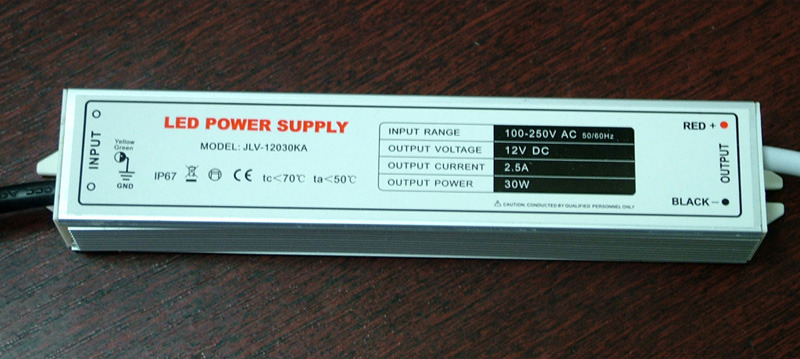 INPUT
Yellow
Green
GND
LED POWER SUPPLY
MODEL: JLV-12030KA
IP67 CE tc<70℃ ta<50℃
INPUT RANGE 100-250V AC 50/60Hz
OUTPUT VOLTAGE 12V DC
OUTPUT CURRENT 2.5A
OUTPUT POWER 30W
CAUTION: CONDUCTED BY QUALIFIED PERSONNEL ONLY
RED +
OUTPUT
BLACK −